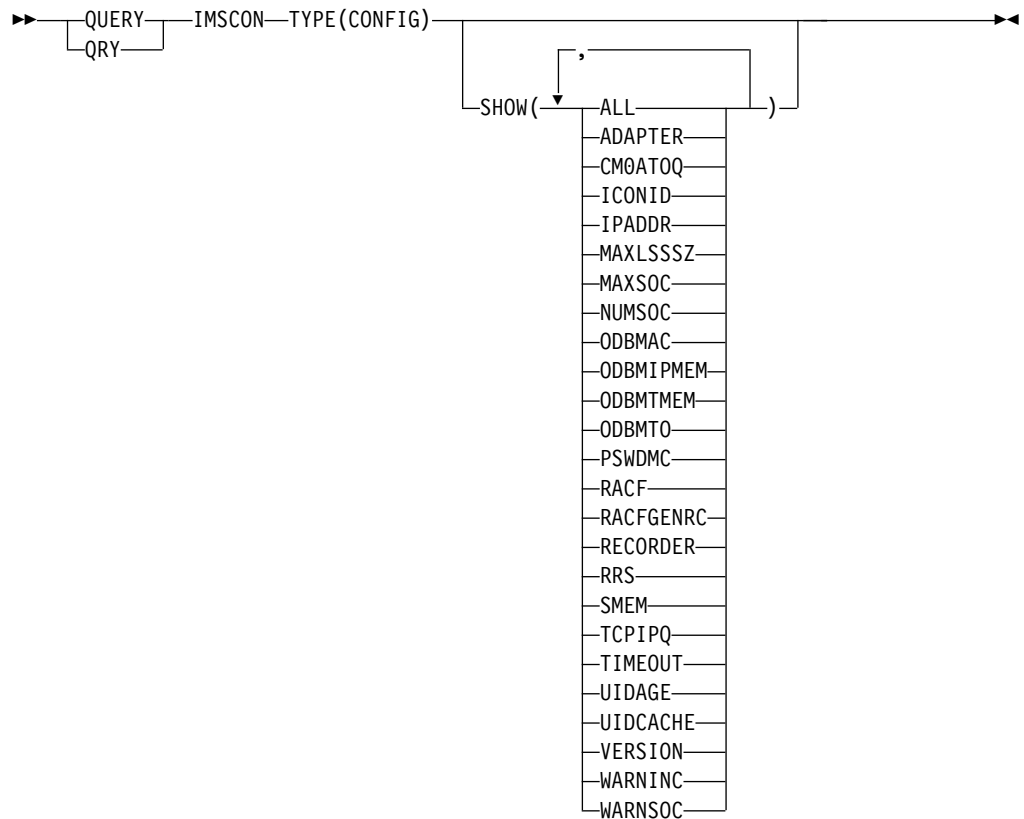 QUERY IMSCON TYPE(CONFIG)
QRY
,
SHOW( ALL )
ADAPTER
CM0ATOQ
ICONID
IPADDR
MAXLSSSZ
MAXSOC
NUMSOC
ODBMAC
ODBMIPMEM
ODBMTMEM
ODBMTO
PSWDMC
RACF
RACFGENRC
RECORDER
RRS
SMEM
TCPIPQ
TIMEOUT
UIDAGE
UIDCACHE
VERSION
WARNINC
WARNSOC